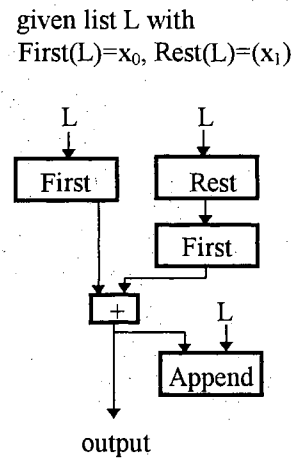 given list L with
First(L)=x₀, Rest(L)=(x₁)
L L
First Rest
First
+ L
Append
output